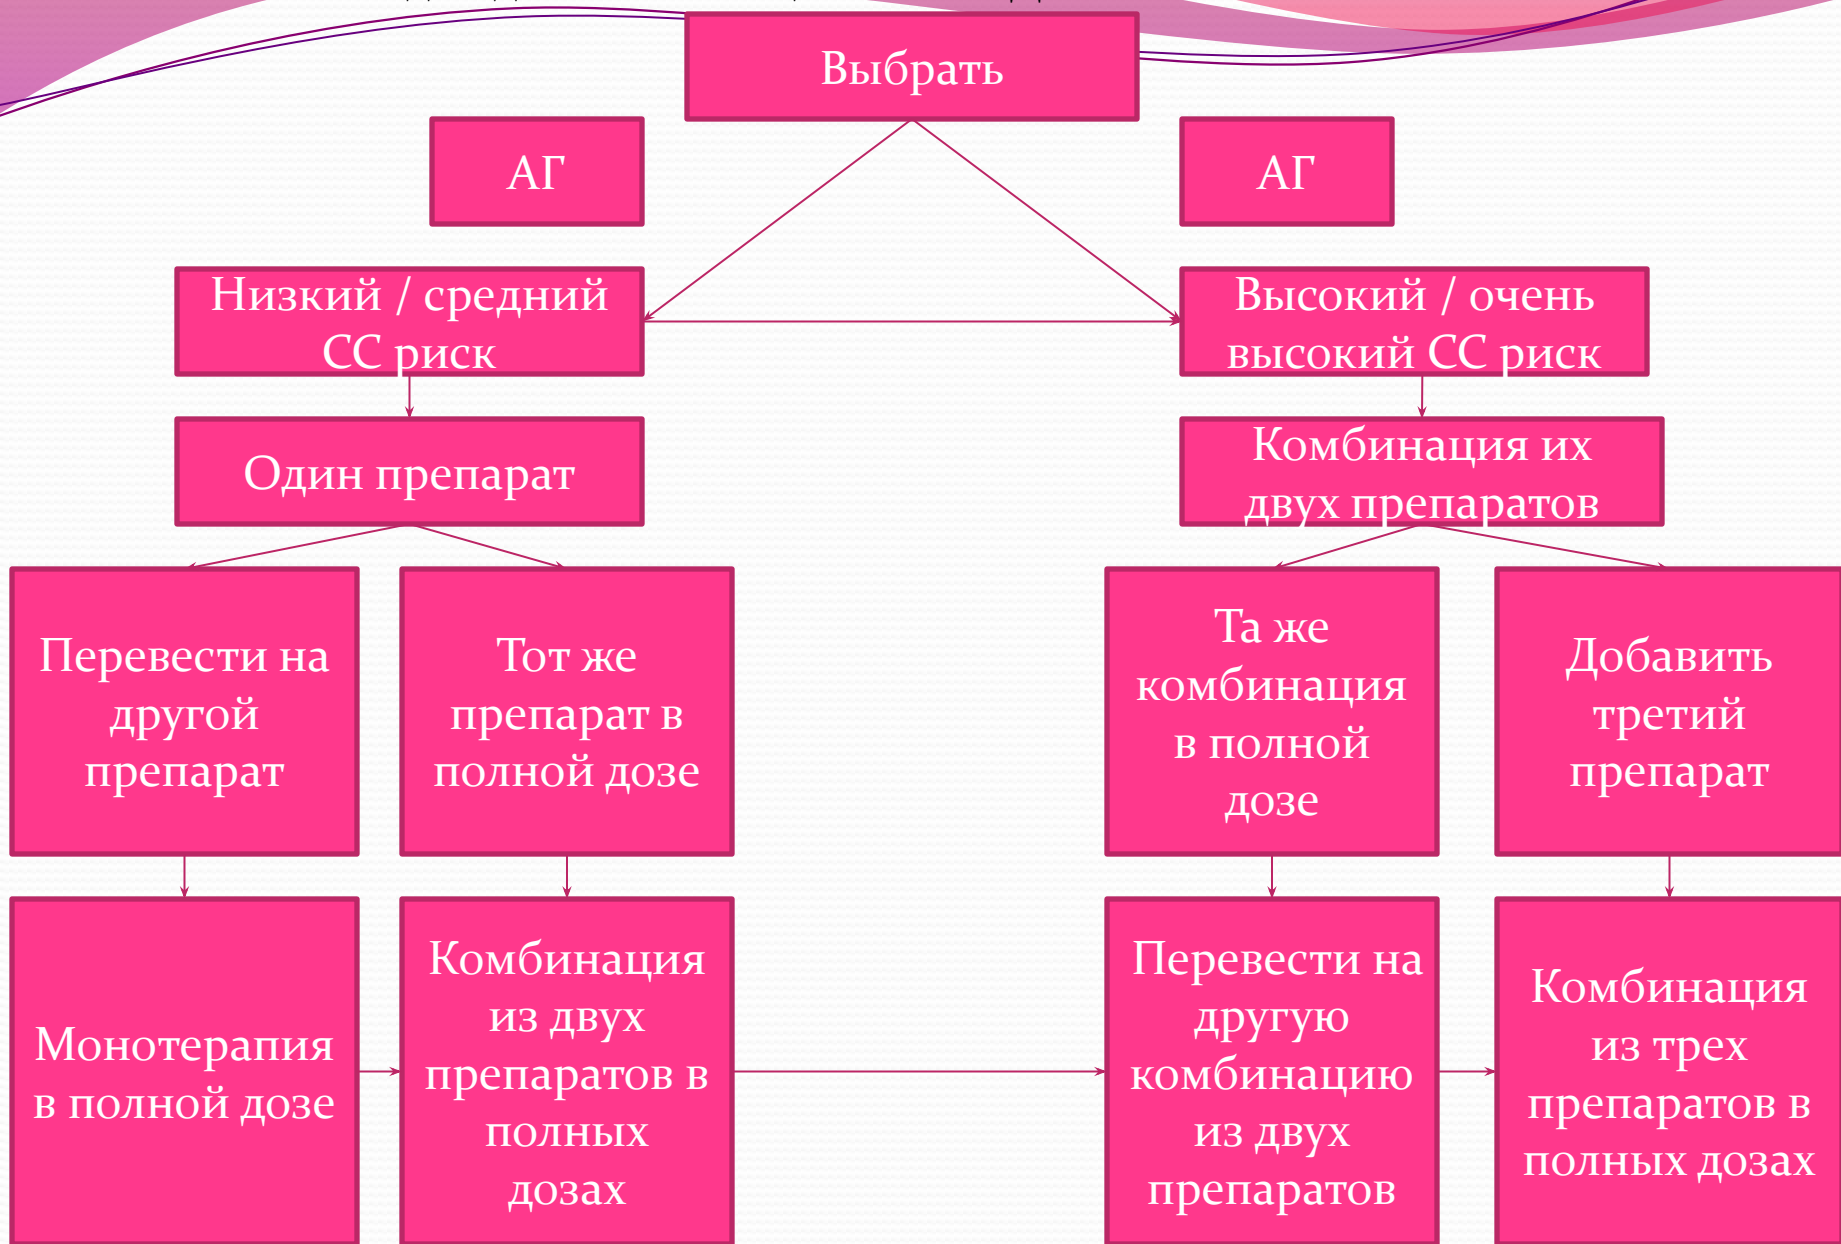 Выбрать
АГ
АГ
Низкий / средний
СС риск
Высокий / очень
высокий СС риск
Один препарат
Комбинация их
двух препаратов
Перевести на
другой
препарат
Тот же
препарат в
полной дозе
Та же
комбинация
в полной
дозе
Добавить
третий
препарат
Монотерапия
в полной дозе
Комбинация
из двух
препаратов в
полных
дозах
Перевести на
другую
комбинацию
из двух
препаратов
Комбинация
из трех
препаратов в
полных дозах